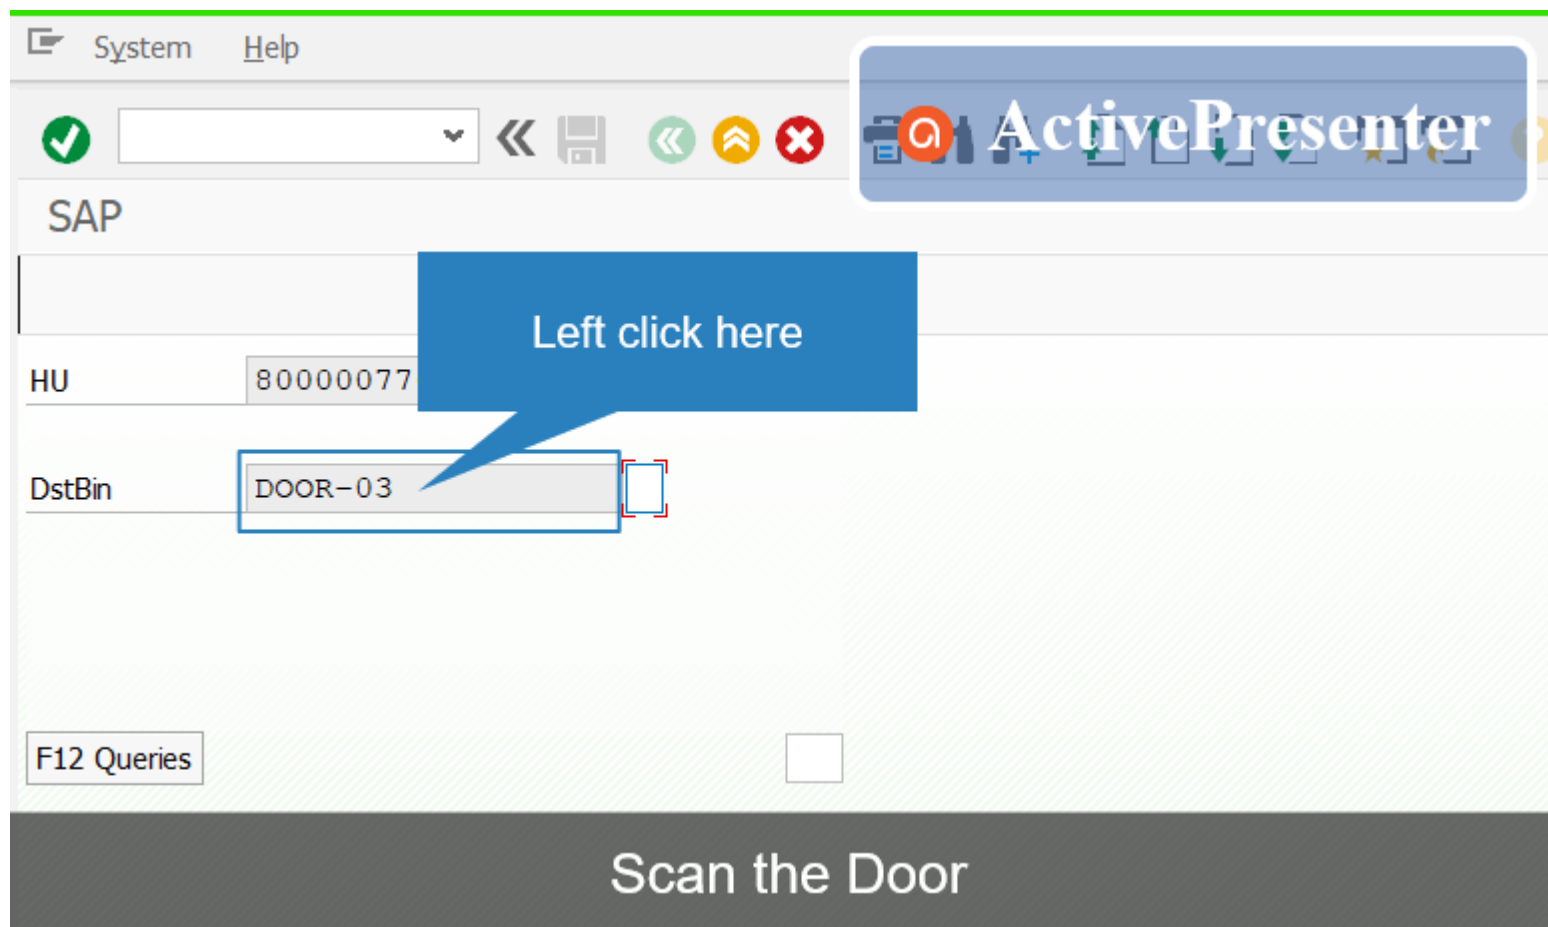 System Help
ActivePresenter
SAP
Left click here
HU 80000077
DstBin DOOR-03
F12 Queries
Scan the Door